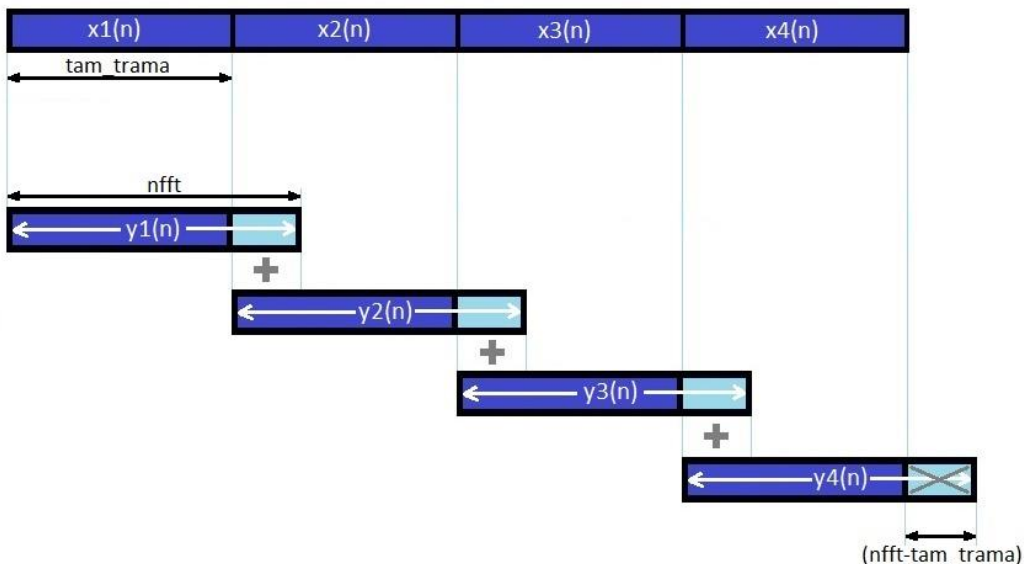 x1(n) x2(n) x3(n) x4(n)
tam_trama
nfft
y1(n)
+
y2(n)
+
y3(n)
+
y4(n)
(nfft-tam_trama)